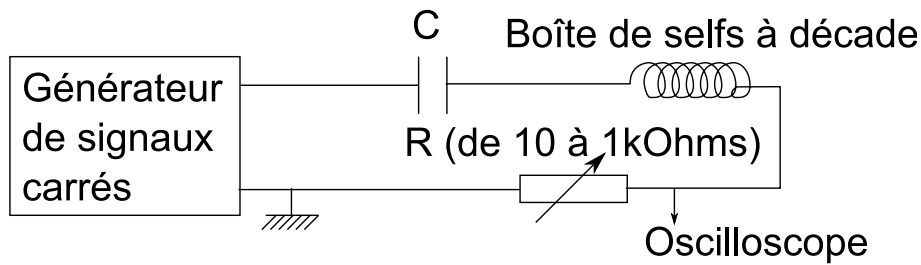 C
Boîte de selfs à décade
Générateur
de signaux
carrés
R (de 10 à 1kOhms)
Oscilloscope